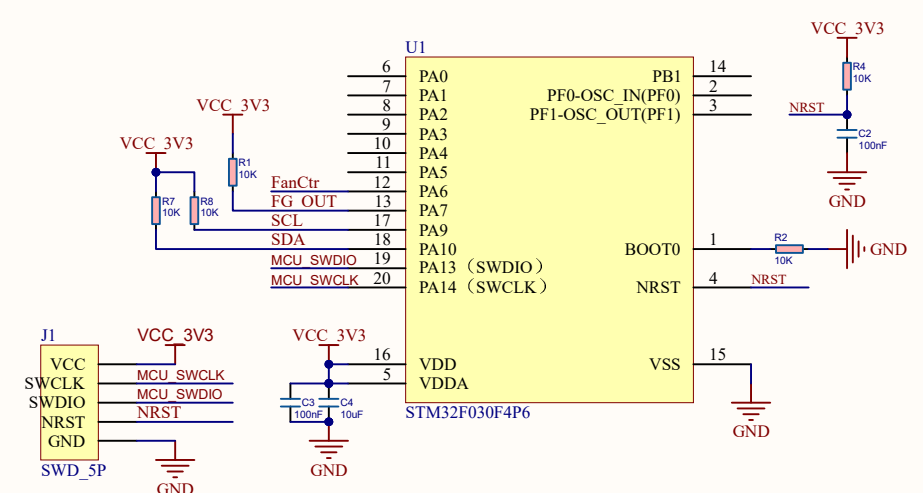 VCC_3V3
R4
10K
NRST
C2
100nF
GND
U1
6 PA0
7 PA1
8 PA2
9 PA3
10 PA4
11 PA5
FanCtr 12 PA6
FG_OUT 13 PA7
SCL 17 PA9
SDA 18 PA10
MCU_SWDIO 19 PA13（SWDIO）
MCU_SWCLK 20 PA14（SWCLK）
16 VDD
5 VDDA
PB1 14
PF0-OSC_IN(PF0) 2
PF1-OSC_OUT(PF1) 3
BOOT0 1
NRST 4 NRST
VSS 15
STM32F030F4P6
VCC_3V3
R1
10K
VCC_3V3
R7
10K
R8
10K
R2
10K
GND
GND
J1
VCC_3V3
VCC
SWCLK MCU_SWCLK
SWDIO MCU_SWDIO
NRST NRST
GND
SWD_5P
GND
VCC_3V3
C3
100nF
C4
10uF
GND